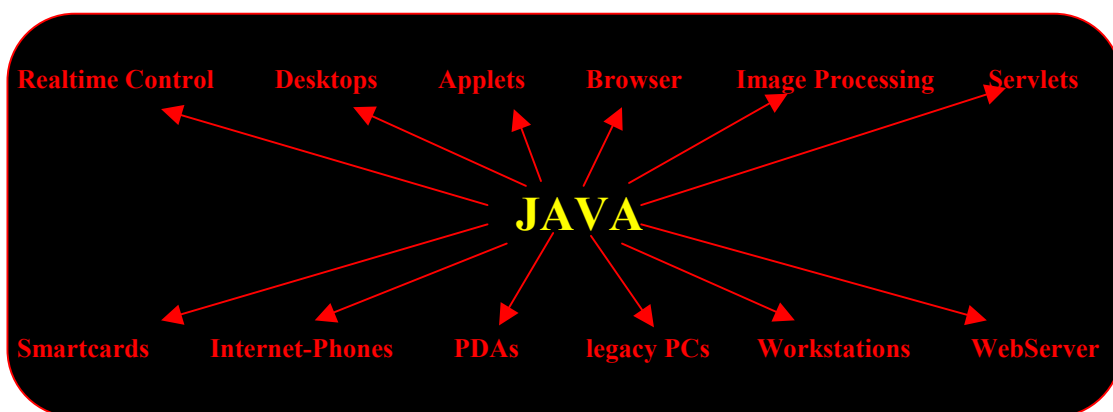 Realtime Control Desktops Applets Browser Image Processing Servlets
JAVA
Smartcards Internet-Phones PDAs legacy PCs Workstations WebServer